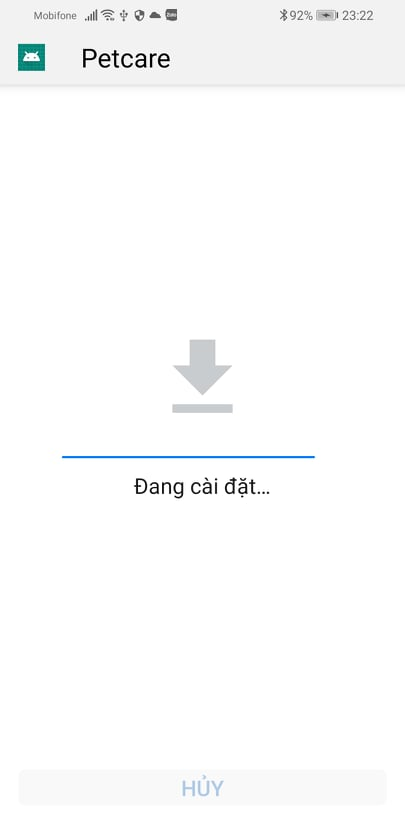 Mobifone 92% 23:22
Petcare
Đang cài đặt...
HỦY